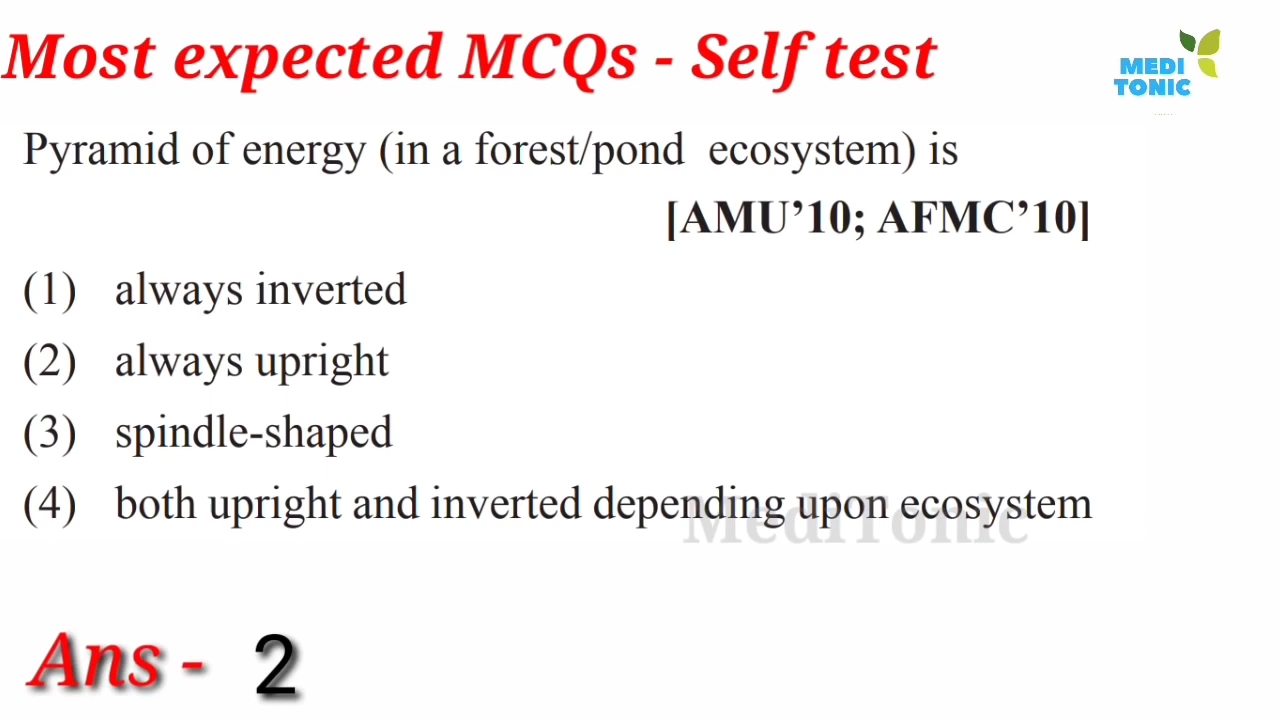 Most expected MCQs - Self test
MEDI
TONIC
Pyramid of energy (in a forest/pond ecosystem) is
[AMU’10; AFMC’10]
(1) always inverted
(2) always upright
(3) spindle-shaped
(4) both upright and inverted depending upon ecosystem
MediTonic
Ans - 2